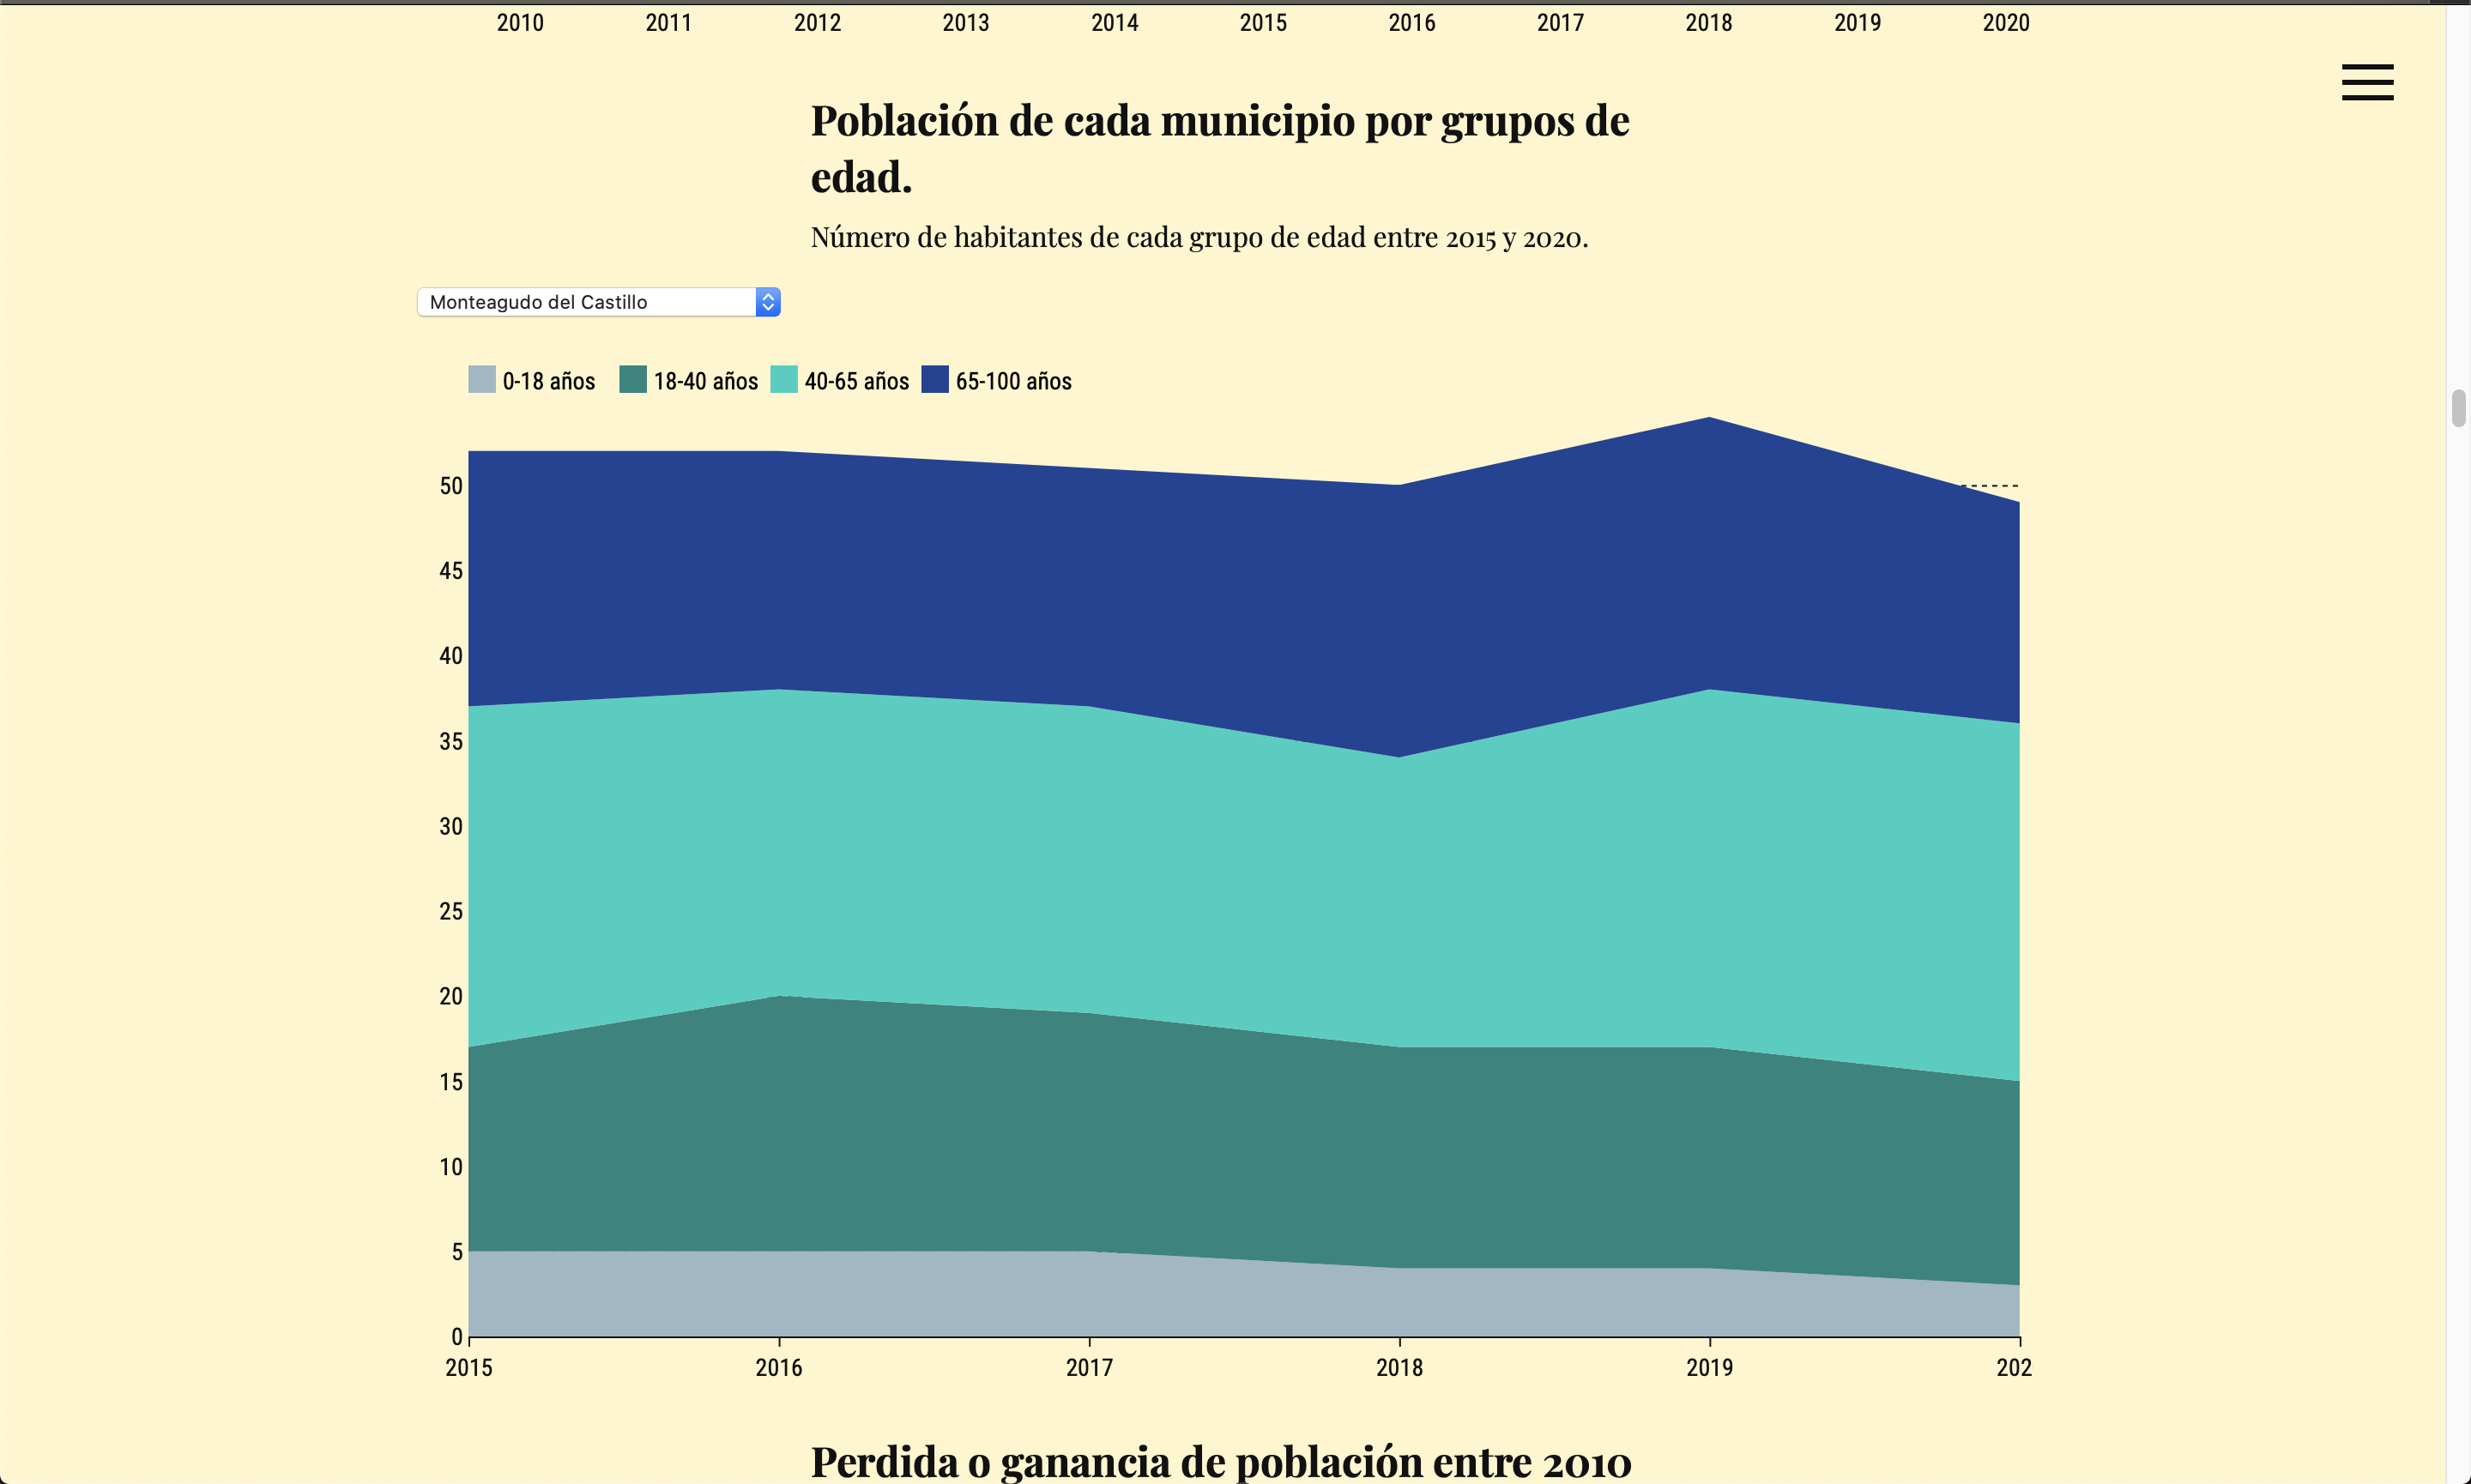 2010 2011 2012 2013 2014 2015 2016 2017 2018 2019 2020
Población de cada municipio por grupos de
edad.
Número de habitantes de cada grupo de edad entre 2015 y 2020.
Monteagudo del Castillo
0-18 años 18-40 años 40-65 años 65-100 años
50
45
40
35
30
25
20
15
10
5
0
2015 2016 2017 2018 2019 202
Perdida o ganancia de población entre 2010